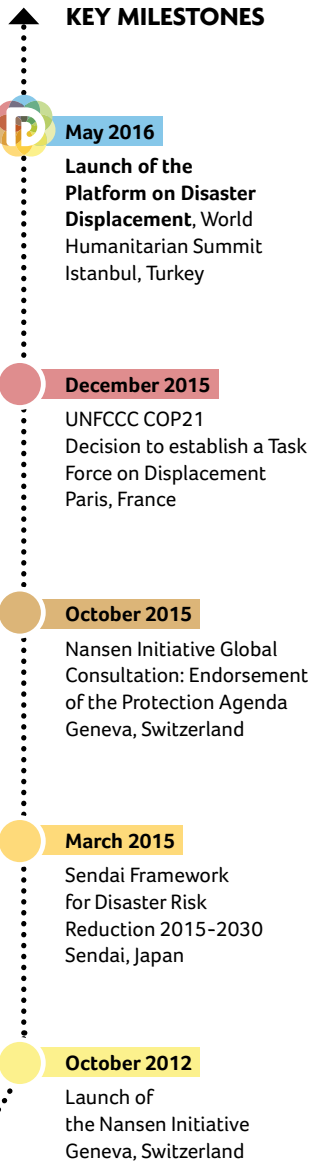 KEY MILESTONES
D
May 2016
Launch of the
Platform on Disaster
Displacement, World
Humanitarian Summit
Istanbul, Turkey
December 2015
UNFCCC COP21
Decision to establish a Task
Force on Displacement
Paris, France
October 2015
Nansen Initiative Global
Consultation: Endorsement
of the Protection Agenda
Geneva, Switzerland
March 2015
Sendai Framework
for Disaster Risk
Reduction 2015-2030
Sendai, Japan
October 2012
Launch of
the Nansen Initiative
Geneva, Switzerland